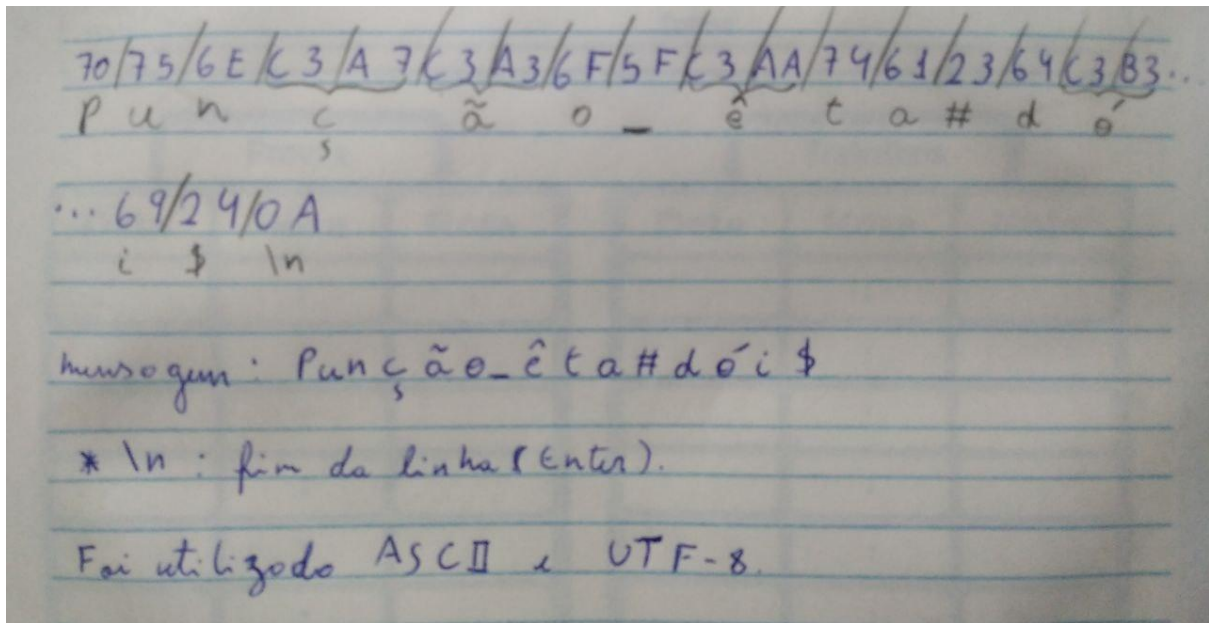 70/75/6E/C3/A7/C3/A3/6F/5F/C3/AA/74/61/23/64/C3/B3...
P u n ç ã o _ ê t a # d ó
...69/24/0A
i $ \n
mensagem: Punção_êta#dói$
* \n : fim da linha (Enter).
Foi utilizado ASCII e UTF-8.